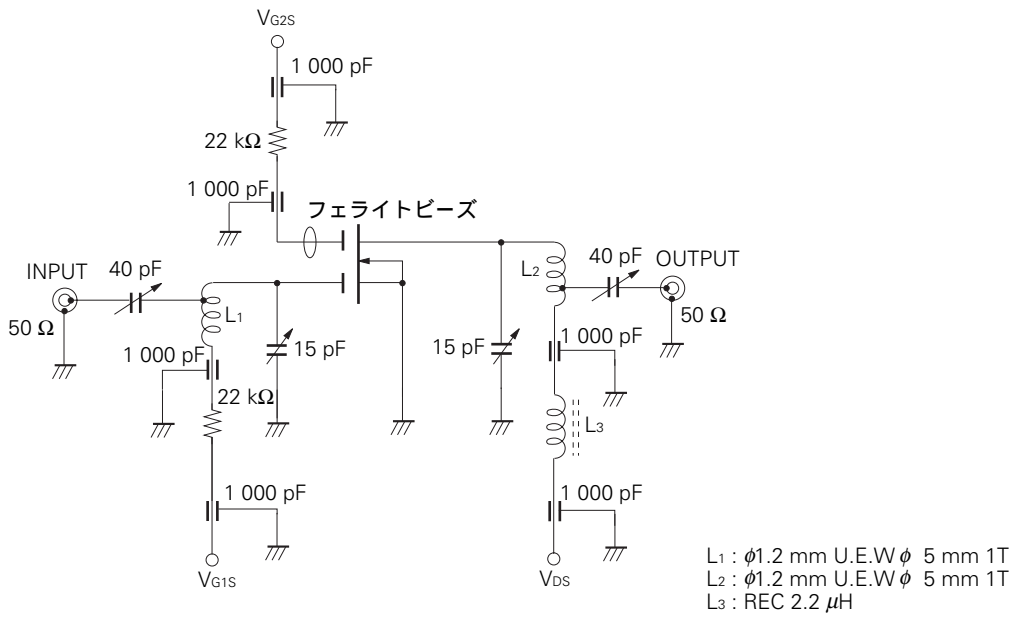 VG2S
1 000 pF
22 kΩ
1 000 pF
フェライトビーズ
INPUT
40 pF
50 Ω
L1
1 000 pF
22 kΩ
15 pF
1 000 pF
VG1S
15 pF
L2
40 pF
OUTPUT
50 Ω
1 000 pF
L3
1 000 pF
VDS
L1 : φ1.2 mm U.E.W φ 5 mm 1T
L2 : φ1.2 mm U.E.W φ 5 mm 1T
L3 : REC 2.2 μH